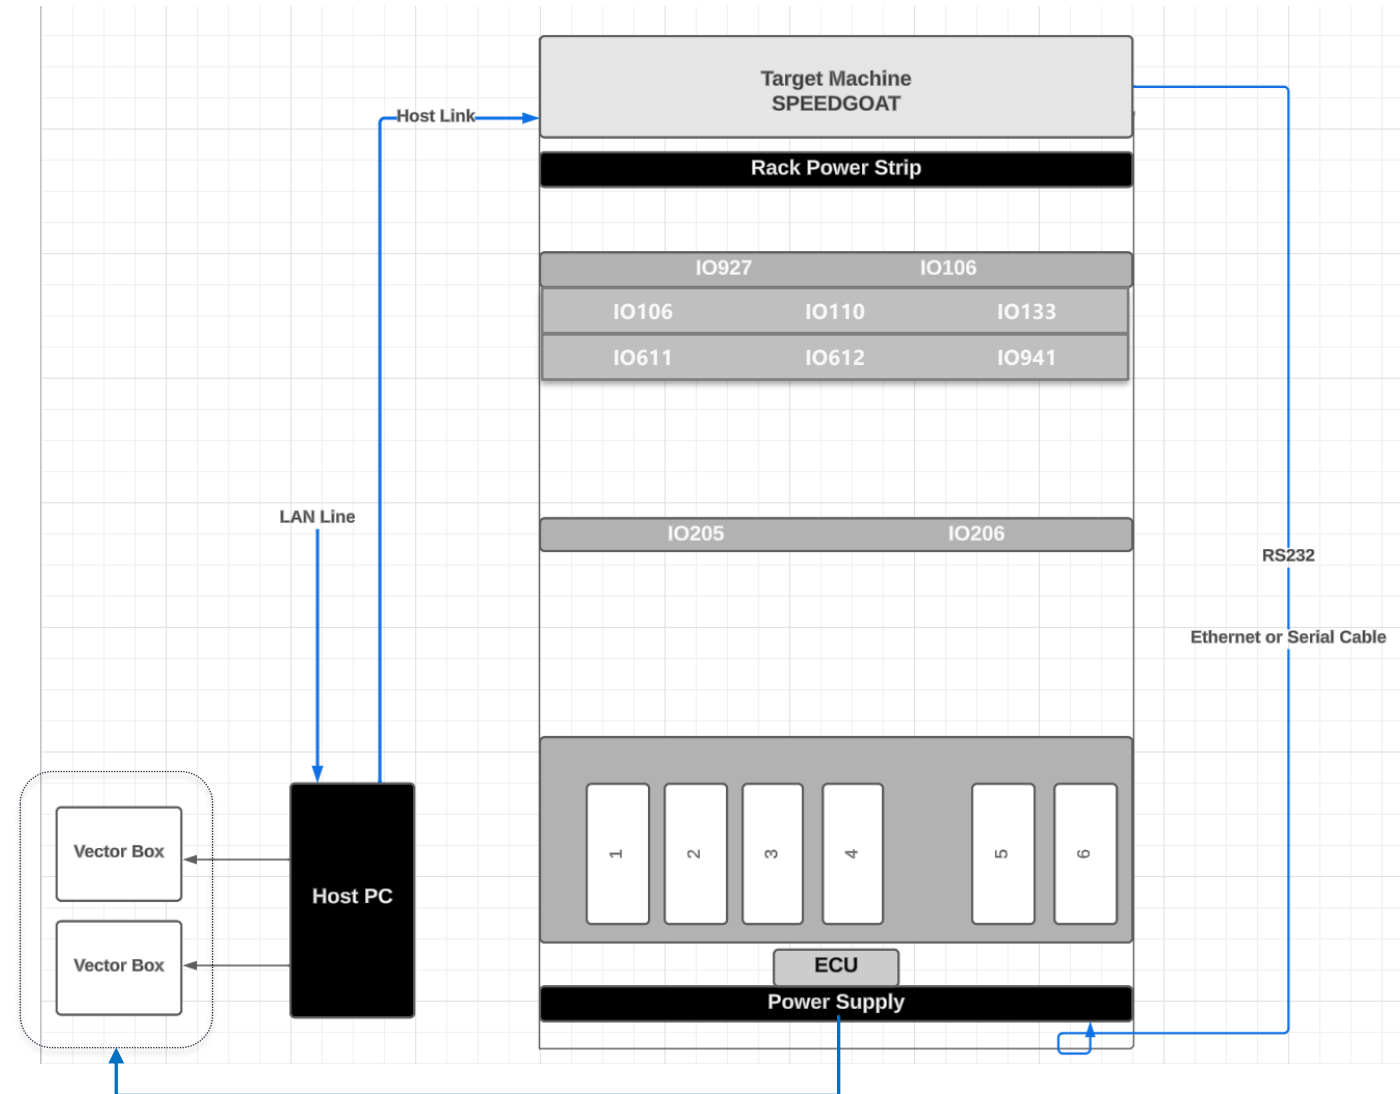 Target Machine
SPEEDGOAT
Host Link
Rack Power Strip
IO927 IO106
IO106 IO110 IO133
IO611 IO612 IO941
LAN Line
IO205 IO206
RS232
Ethernet or Serial Cable
1 2 3 4 5 6
Vector Box
Host PC
Vector Box
ECU
Power Supply